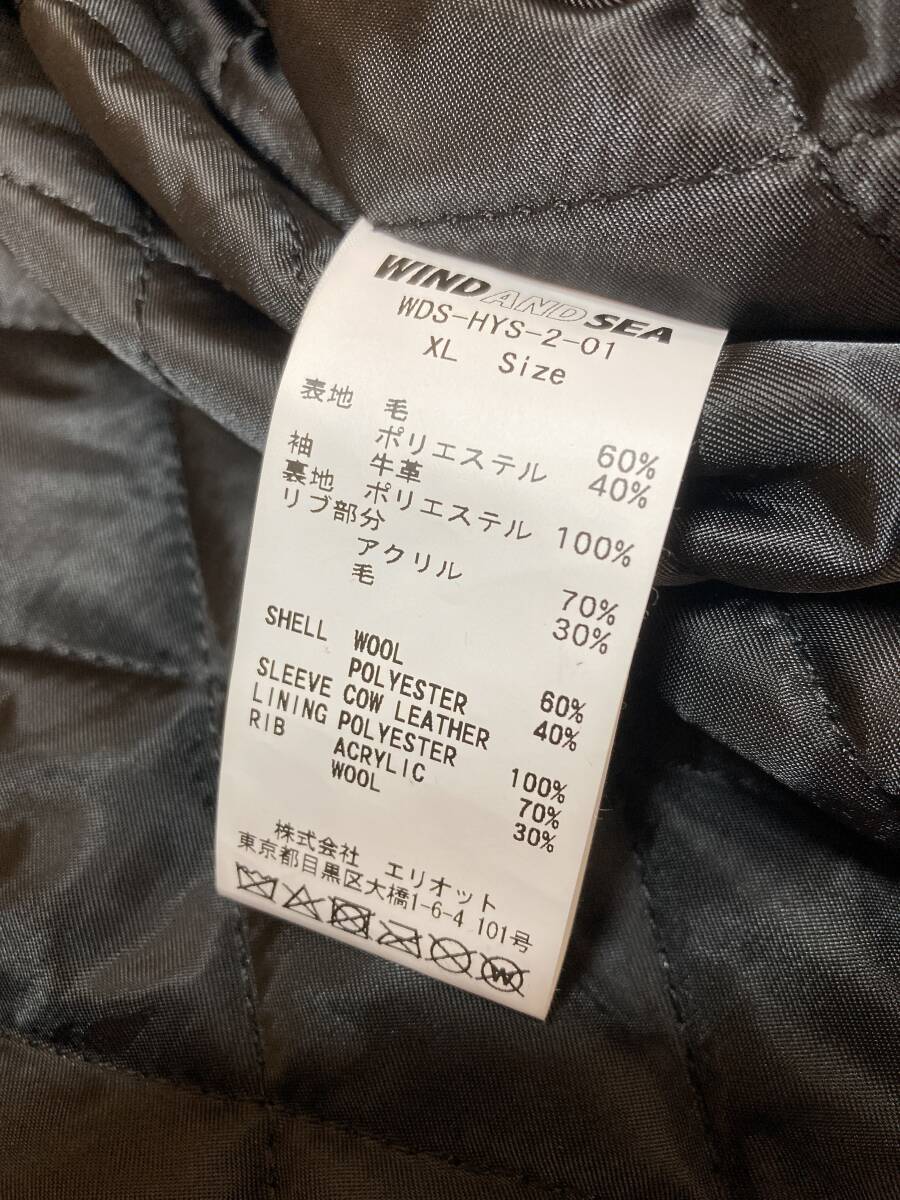 WIND AND SEA
WDS-HYS-2-01
XL Size
表地 毛 60%
ポリエステル 40%
袖 牛革
裏地 ポリエステル 100%
リブ部分
アクリル 70%
毛 30%
SHELL WOOL 60%
POLYESTER 40%
SLEEVE COW LEATHER
LINING POLYESTER 100%
RIB ACRYLIC 70%
WOOL 30%
株式会社 エリオット
東京都目黒区大橋1-6-4 101号
W